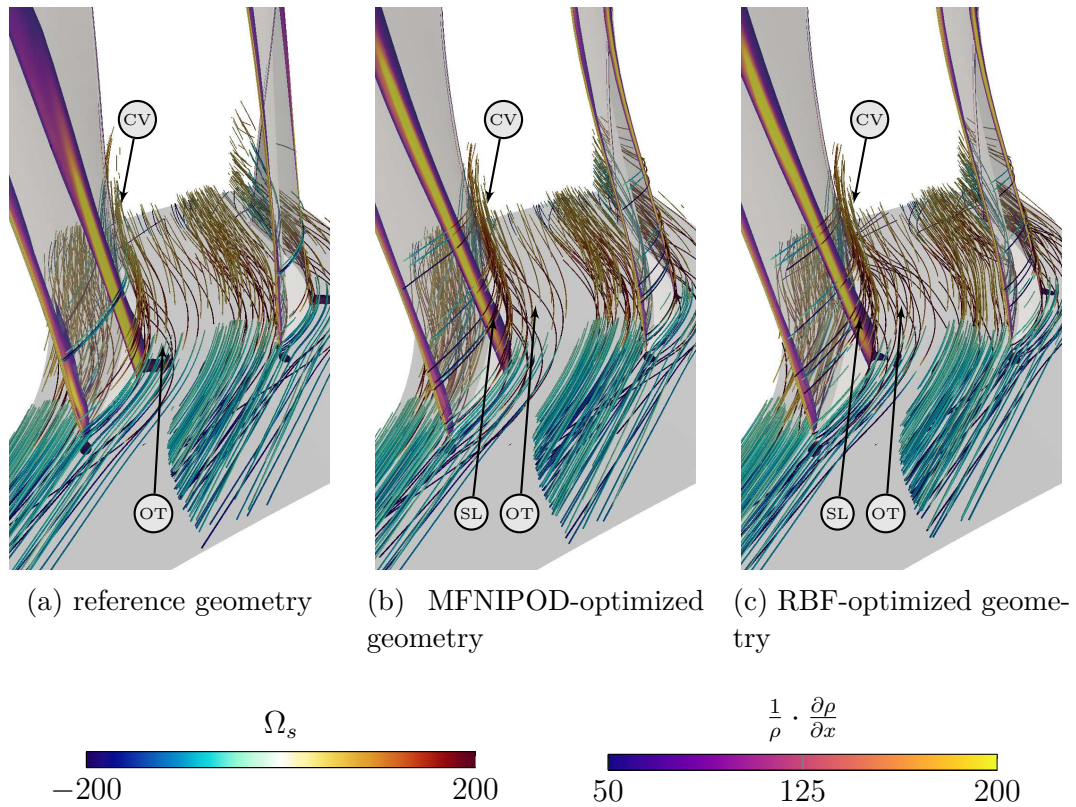 CV
CV
CV
OT
SL
OT
SL
OT
(a) reference geometry
(b) MFNIPOD-optimized
geometry
(c) RBF-optimized geome-
try
Ω_s
1/ρ · ∂ρ/∂x
−200
200
50
125
200